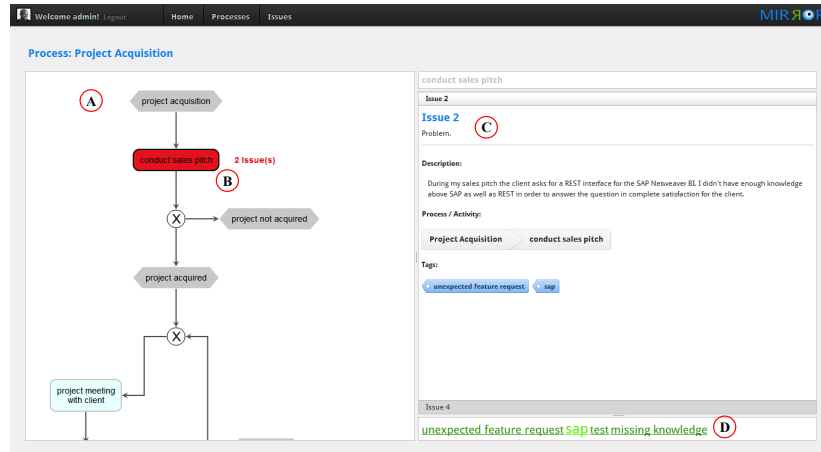 Welcome admin! Logout
Home Processes Issues
MIRЯOR
Process: Project Acquisition
A
project acquisition
conduct sales pitch
2 Issue(s)
B
X
project not acquired
project acquired
X
project meeting
with client
conduct sales pitch
Issue 2
Issue 2
C
Problem.
Description:
During my sales pitch the client asks for a REST interface for the SAP Netweaver BI. I didn't have enough knowledge
above SAP as well as REST in order to answer the question in complete satisfaction for the client.
Process / Activity:
Project Acquisition conduct sales pitch
Tags:
unexpected feature request sap
Issue 4
unexpected feature request sap test missing knowledge
D